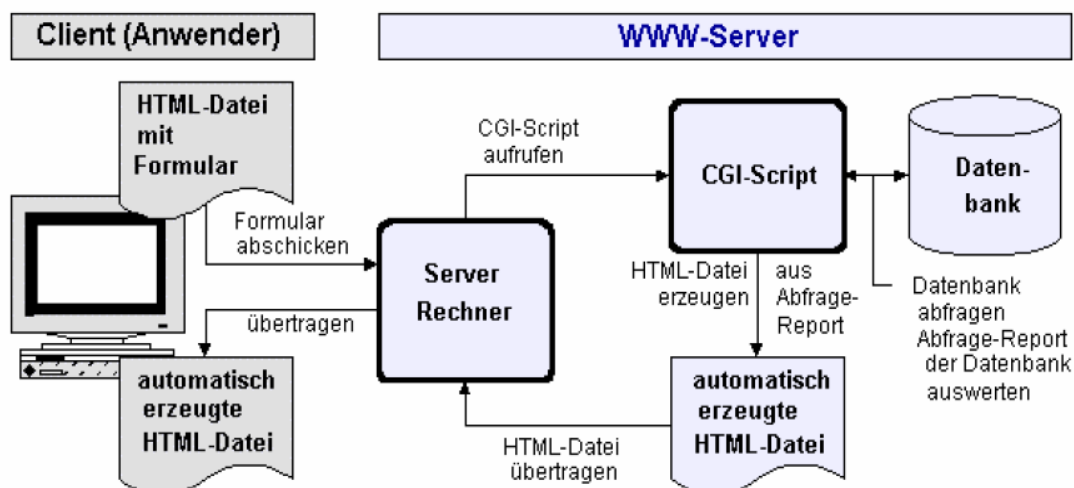 Client (Anwender)
WWW-Server
HTML-Datei
mit
Formular
Formular
abschicken
übertragen
automatisch
erzeugte
HTML-Datei
Server
Rechner
CGI-Script
aufrufen
CGI-Script
Daten-
bank
HTML-Datei
erzeugen
aus
Abfrage-
Report
Datenbank
abfragen
Abfrage-Report
der Datenbank
auswerten
automatisch
erzeugte
HTML-Datei
HTML-Datei
übertragen